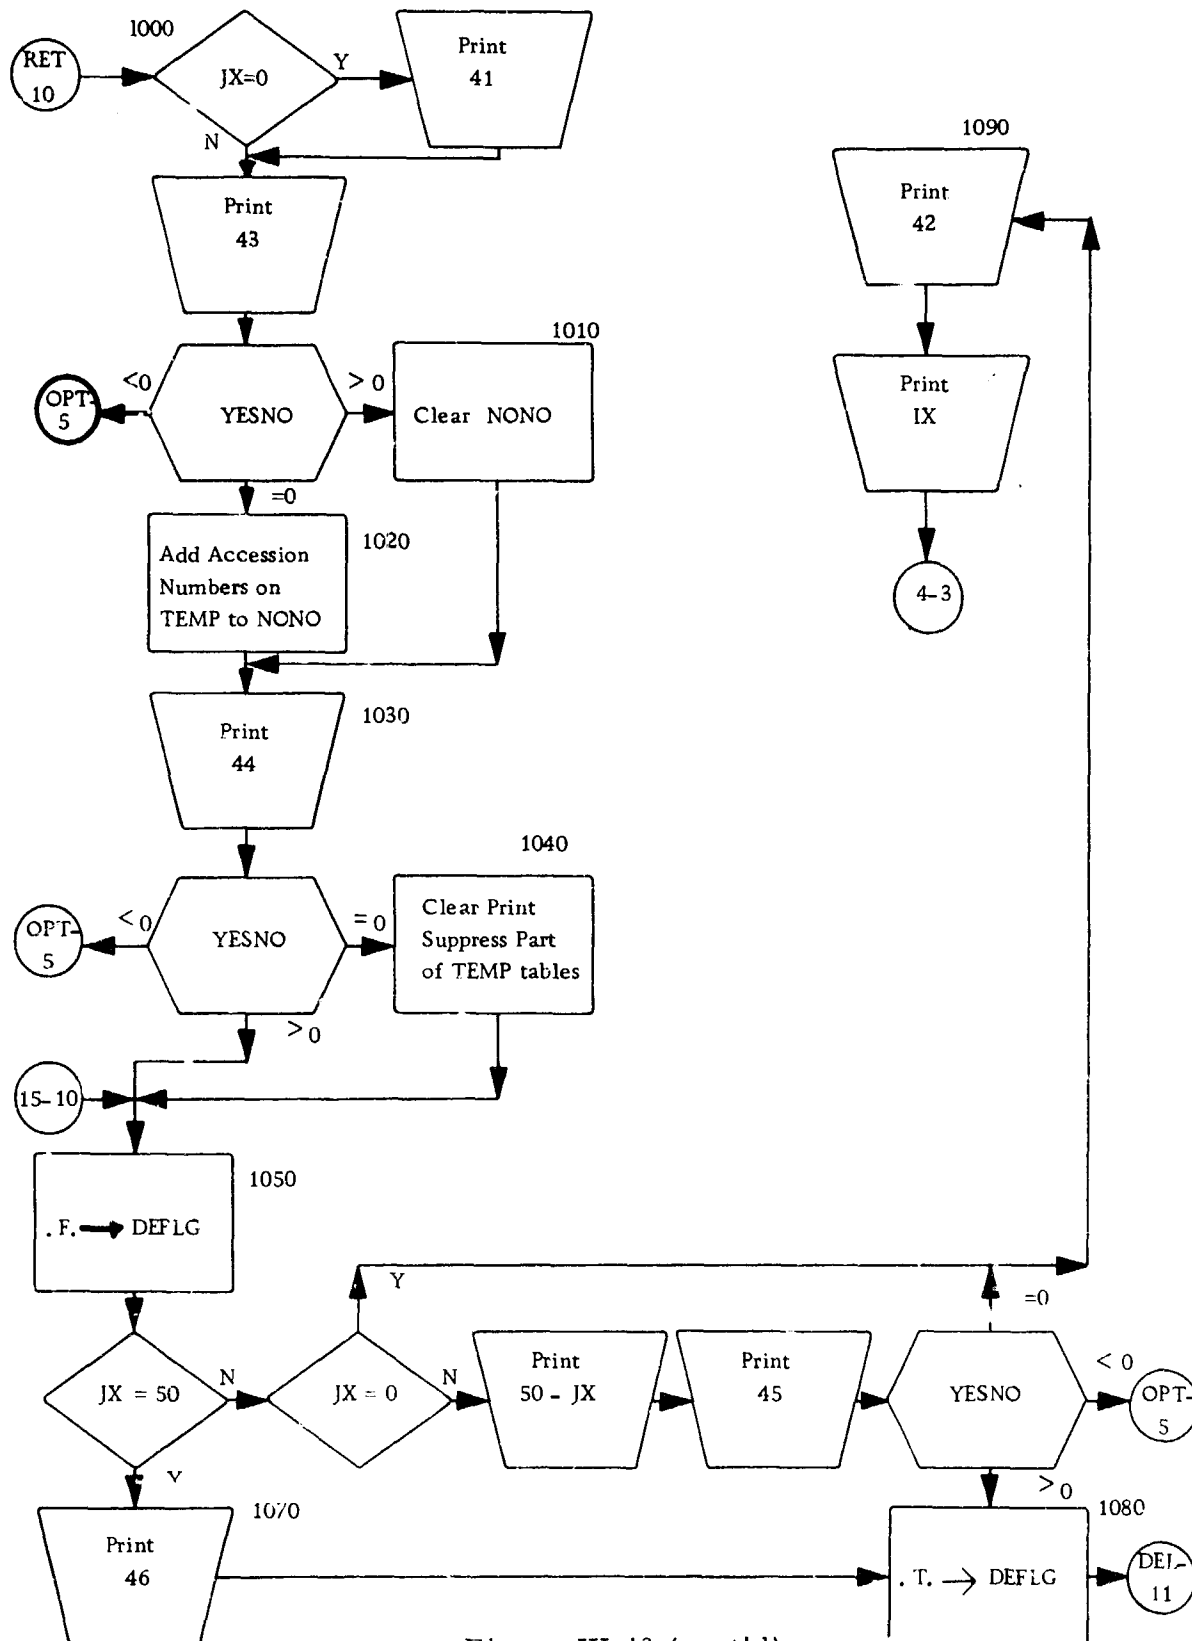 1000
RET
10
JX=0
Y
N
Print
41
Print
43
1090
Print
42
Print
IX
4-3
OPT-
5
<0
YESNO
>0
=0
1010
Clear NONO
1020
Add Accession
Numbers on
TEMP to NONO
1030
Print
44
OPT-
5
<0
YESNO
=0
>0
1040
Clear Print
Suppress Part
of TEMP tables
15-10
1050
.F. → DEFLG
JX = 50
N
Y
JX = 0
Y
N
Print
50 - JX
Print
45
YESNO
=0
<0
>0
OPT-
5
1070
Print
46
1080
.T. → DEFLG
DEL-
11